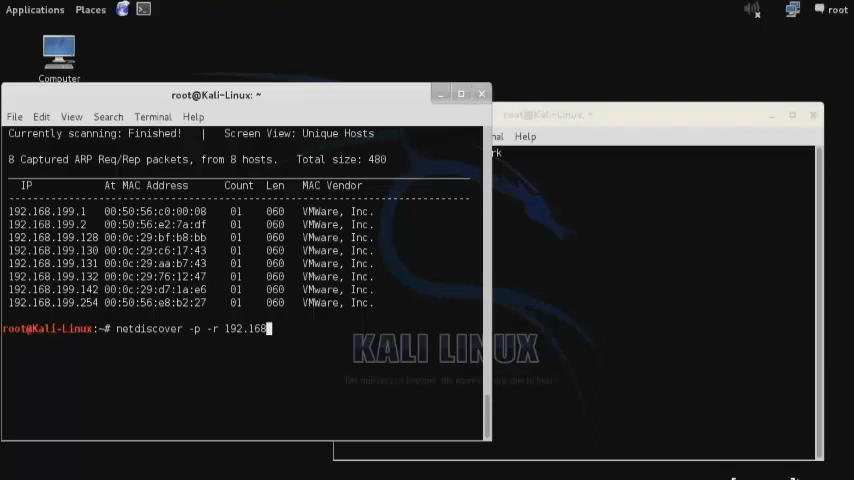 Applications Places root
Computer
root@Kali-Linux: ~
File Edit View Search Terminal Help
Currently scanning: Finished! | Screen View: Unique Hosts
8 Captured ARP Req/Rep packets, from 8 hosts. Total size: 480
IP At MAC Address Count Len MAC Vendor
-----------------------------------------------------------------------------
192.168.199.1 00:50:56:c0:00:08 01 060 VMWare, Inc.
192.168.199.2 00:50:56:e2:7a:df 01 060 VMWare, Inc.
192.168.199.128 00:0c:29:bf:b8:bb 01 060 VMWare, Inc.
192.168.199.130 00:0c:29:c6:17:43 01 060 VMWare, Inc.
192.168.199.131 00:0c:29:aa:b7:43 01 060 VMWare, Inc.
192.168.199.132 00:0c:29:76:12:47 01 060 VMWare, Inc.
192.168.199.142 00:0c:29:d7:1a:e6 01 060 VMWare, Inc.
192.168.199.254 00:50:56:e8:b2:27 01 060 VMWare, Inc.
root@Kali-Linux:~# netdiscover -p -r 192.168
root@Kali-Linux: ~
nal Help
rk
KALI LINUX